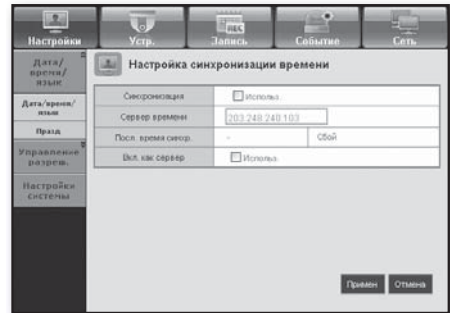 Настройки Устр. Запись Событие Сеть
REC
Дата/
время/
язык
Дата/время/
язык
Празд
Управление
разреш.
Настройки
системы
Настройка синхронизации времени
Синхронизация Использ.
Сервер времени 203.248.240.103
Посл. время синхр. - Сбой
Вкл. как сервер Использ.
Примен Отмена